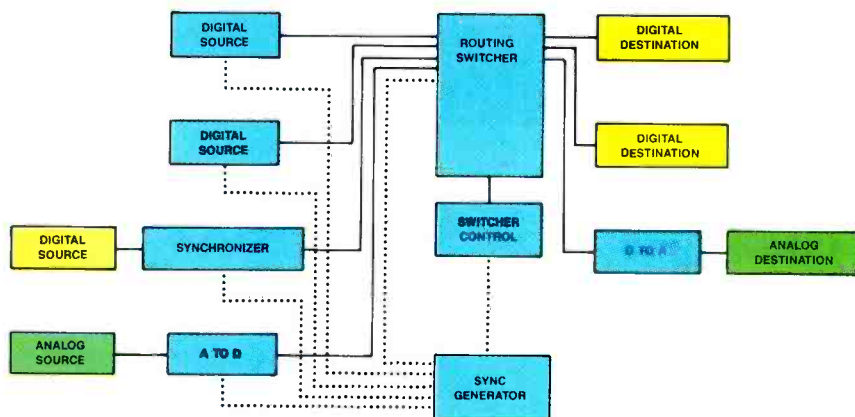 DIGITAL
SOURCE
ROUTING
SWITCHER
DIGITAL
DESTINATION
DIGITAL
SOURCE
DIGITAL
DESTINATION
DIGITAL
SOURCE
SYNCHRONIZER
SWITCHER
CONTROL
D TO A
ANALOG
DESTINATION
ANALOG
SOURCE
A TO D
SYNC
GENERATOR